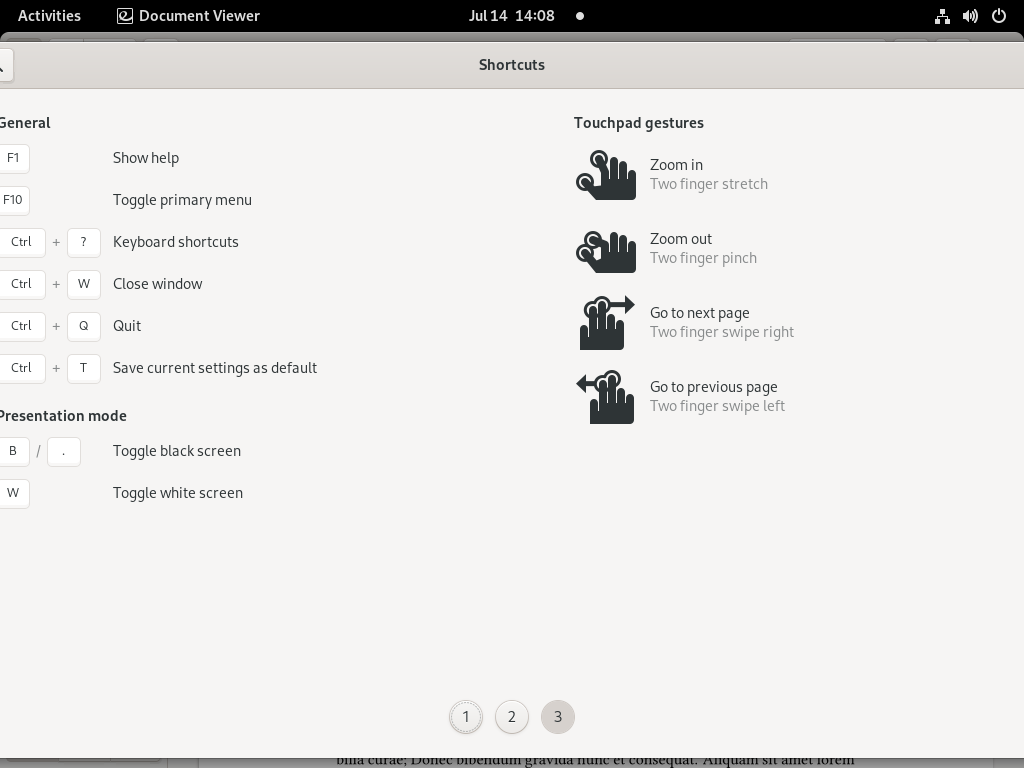 Activities
Document Viewer
Jul 14 14:08
Shortcuts
General
F1 Show help
F10 Toggle primary menu
Ctrl + ? Keyboard shortcuts
Ctrl + W Close window
Ctrl + Q Quit
Ctrl + T Save current settings as default
Presentation mode
B / . Toggle black screen
W Toggle white screen
Touchpad gestures
Zoom in
Two finger stretch
Zoom out
Two finger pinch
Go to next page
Two finger swipe right
Go to previous page
Two finger swipe left
1 2 3
bilia curae; Donec bibendum gravida nunc et consequat. Aliquam sit amet lorem